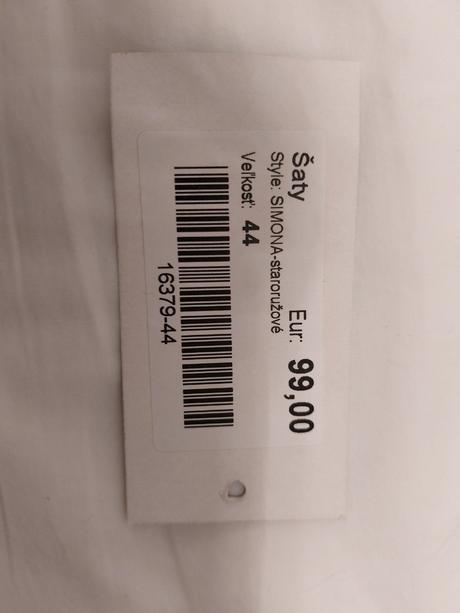 Šaty
Style: SIMONA-staroružové
Veľkosť: 44
Eur: 99,00
16379-44